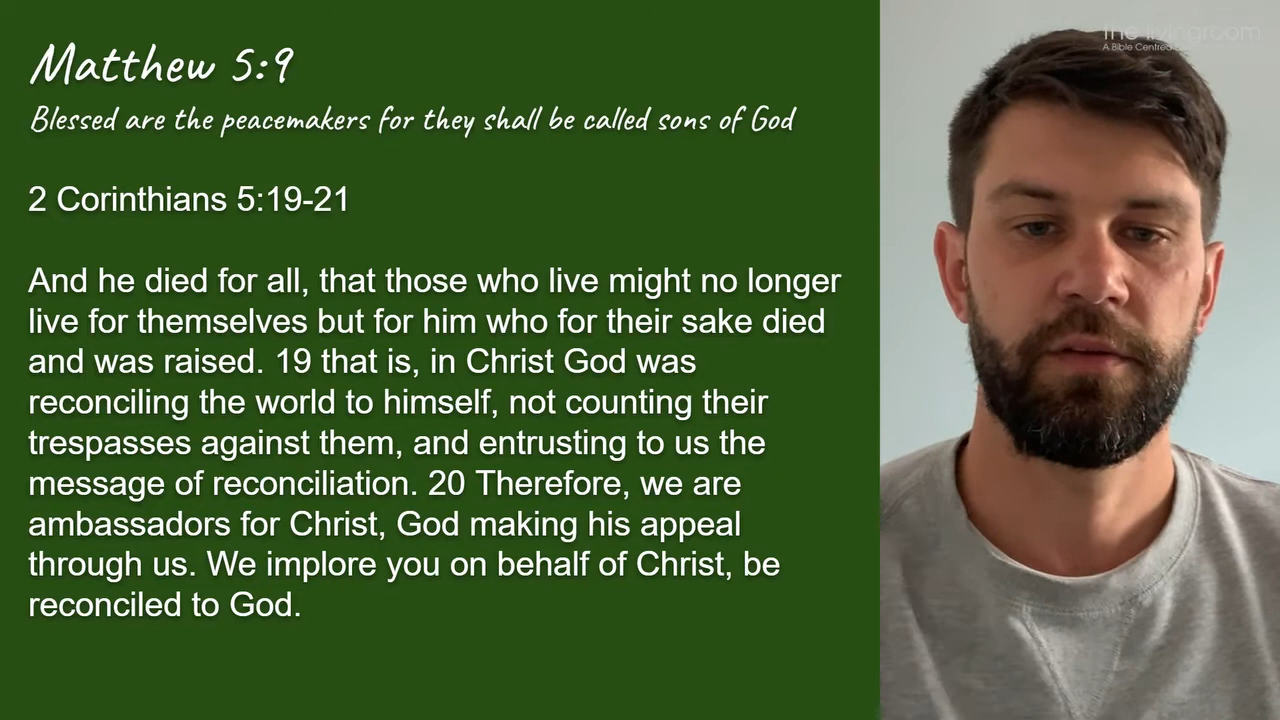 Matthew 5:9
Blessed are the peacemakers for they shall be called sons of God
2 Corinthians 5:19-21
And he died for all, that those who live might no longer
live for themselves but for him who for their sake died
and was raised. 19 that is, in Christ God was
reconciling the world to himself, not counting their
trespasses against them, and entrusting to us the
message of reconciliation. 20 Therefore, we are
ambassadors for Christ, God making his appeal
through us. We implore you on behalf of Christ, be
reconciled to God.
the livingroom
A Bible Centred